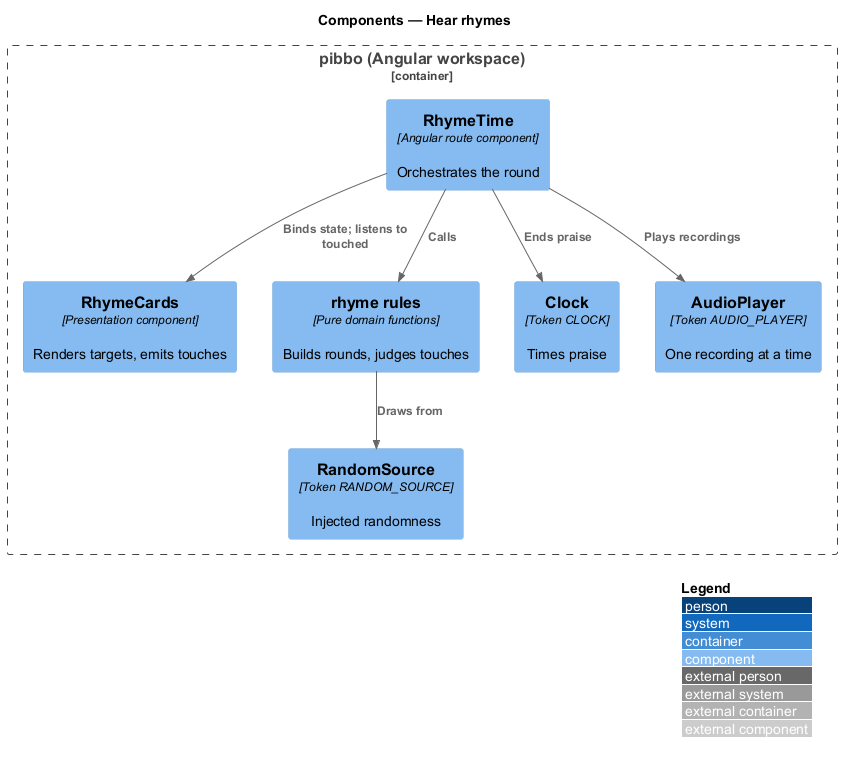 Components — Hear rhymes
pibbo (Angular workspace)
[container]
RhymeTime
[Angular route component]
Orchestrates the round
Binds state; listens to
touched
Calls
Ends praise
Plays recordings
RhymeCards
[Presentation component]
Renders targets, emits touches
rhyme rules
[Pure domain functions]
Builds rounds, judges touches
Clock
[Token CLOCK]
Times praise
AudioPlayer
[Token AUDIO_PLAYER]
One recording at a time
Draws from
RandomSource
[Token RANDOM_SOURCE]
Injected randomness
Legend
person
system
container
component
external person
external system
external container
external component